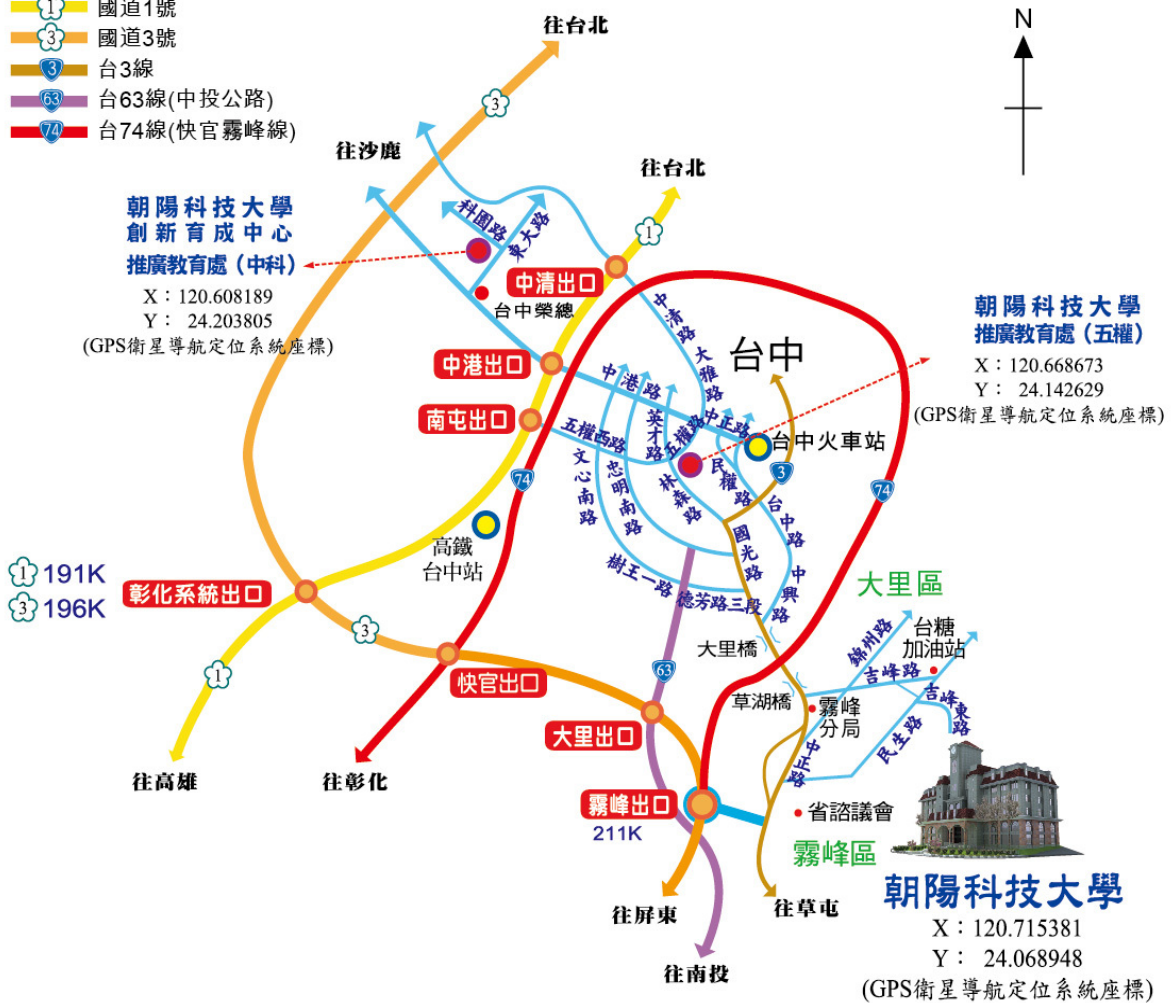 1 國道1號
3 國道3號
3 台3線
63 台63線(中投公路)
74 台74線(快官霧峰線)
往台北
N
3
往沙鹿
往台北
朝陽科技大學
創新育成中心
推廣教育處(中科)
X:120.608189
Y: 24.203805
(GPS衛星導航定位系統座標)
科園路
東大路
1
中清出口
台中榮總
中清路
大雅路
朝陽科技大學
推廣教育處(五權)
X:120.668673
Y: 24.142629
(GPS衛星導航定位系統座標)
台中
中港出口
中港路
南屯出口
英才路
五權路
中正路
台中火車站
五權西路
文心南路
忠明南路
林森路
民權路
3
74
74
台中路
國光路
高鐵
台中站
中興路
樹王一路
德芳路三段
大里區
1 191K
3 196K
彰化系統出口
3
錦州路
台糖
加油站
大里橋
63
吉峰路
1
快官出口
草湖橋
霧峰
分局
吉峰東路
民生路
大里出口
中正路
往高雄
往彰化
霧峰出口
211K
省諮議會
霧峰區
朝陽科技大學
X:120.715381
Y: 24.068948
(GPS衛星導航定位系統座標)
往屏東
往草屯
往南投